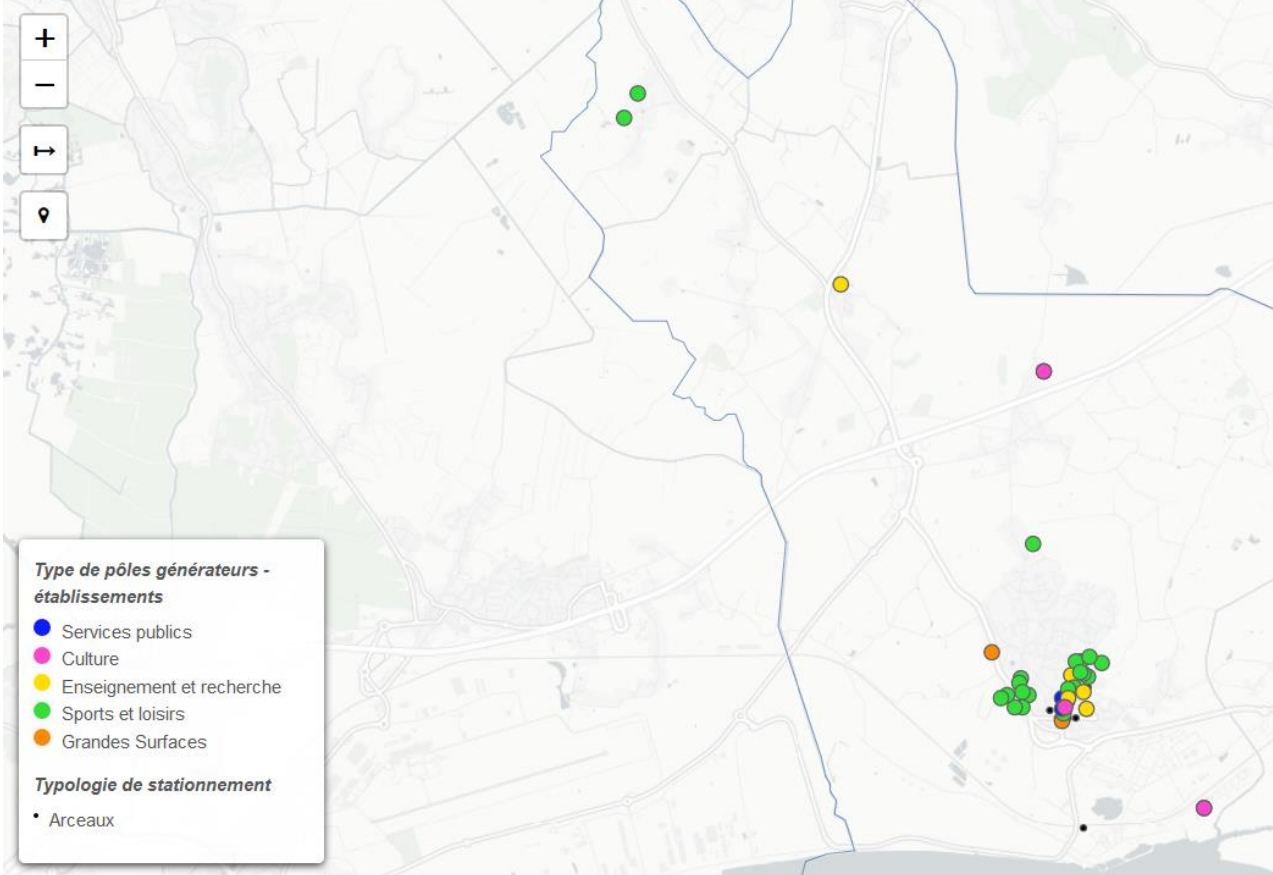 +
−
Type de pôles générateurs -
établissements
Services publics
Culture
Enseignement et recherche
Sports et loisirs
Grandes Surfaces
Typologie de stationnement
Arceaux